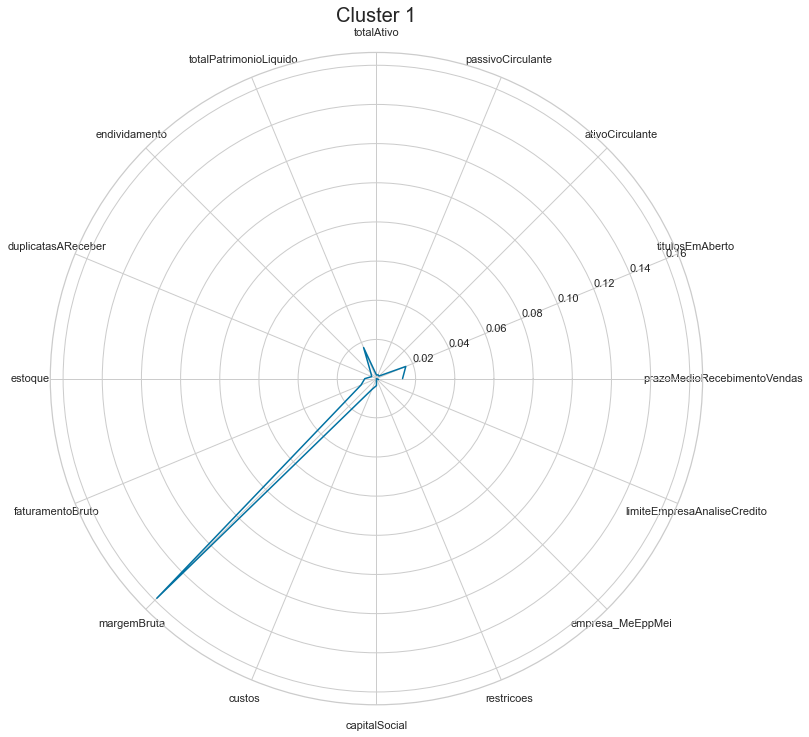 Cluster 1
totalAtivo
totalPatrimonioLiquido
passivoCirculante
endividamento
ativoCirculante
duplicatasAReceber
titulosEmAberto
0.16
0.14
0.12
0.10
0.08
0.06
0.04
0.02
estoque
prazoMedioRecebimentoVendas
faturamentoBruto
limiteEmpresaAnaliseCredito
margemBruta
empresa_MeEppMei
custos
restricoes
capitalSocial